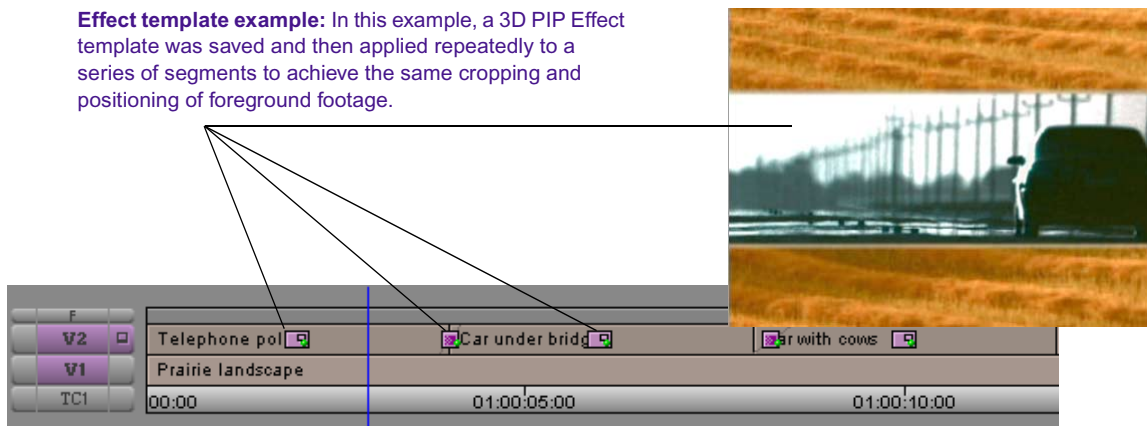 Effect template example: In this example, a 3D PIP Effect
template was saved and then applied repeatedly to a
series of segments to achieve the same cropping and
positioning of foreground footage.
F
V2 Telephone pol Car under bridg ar with cows
V1 Prairie landscape
TC1 00:00 01:00:05:00 01:00:10:00